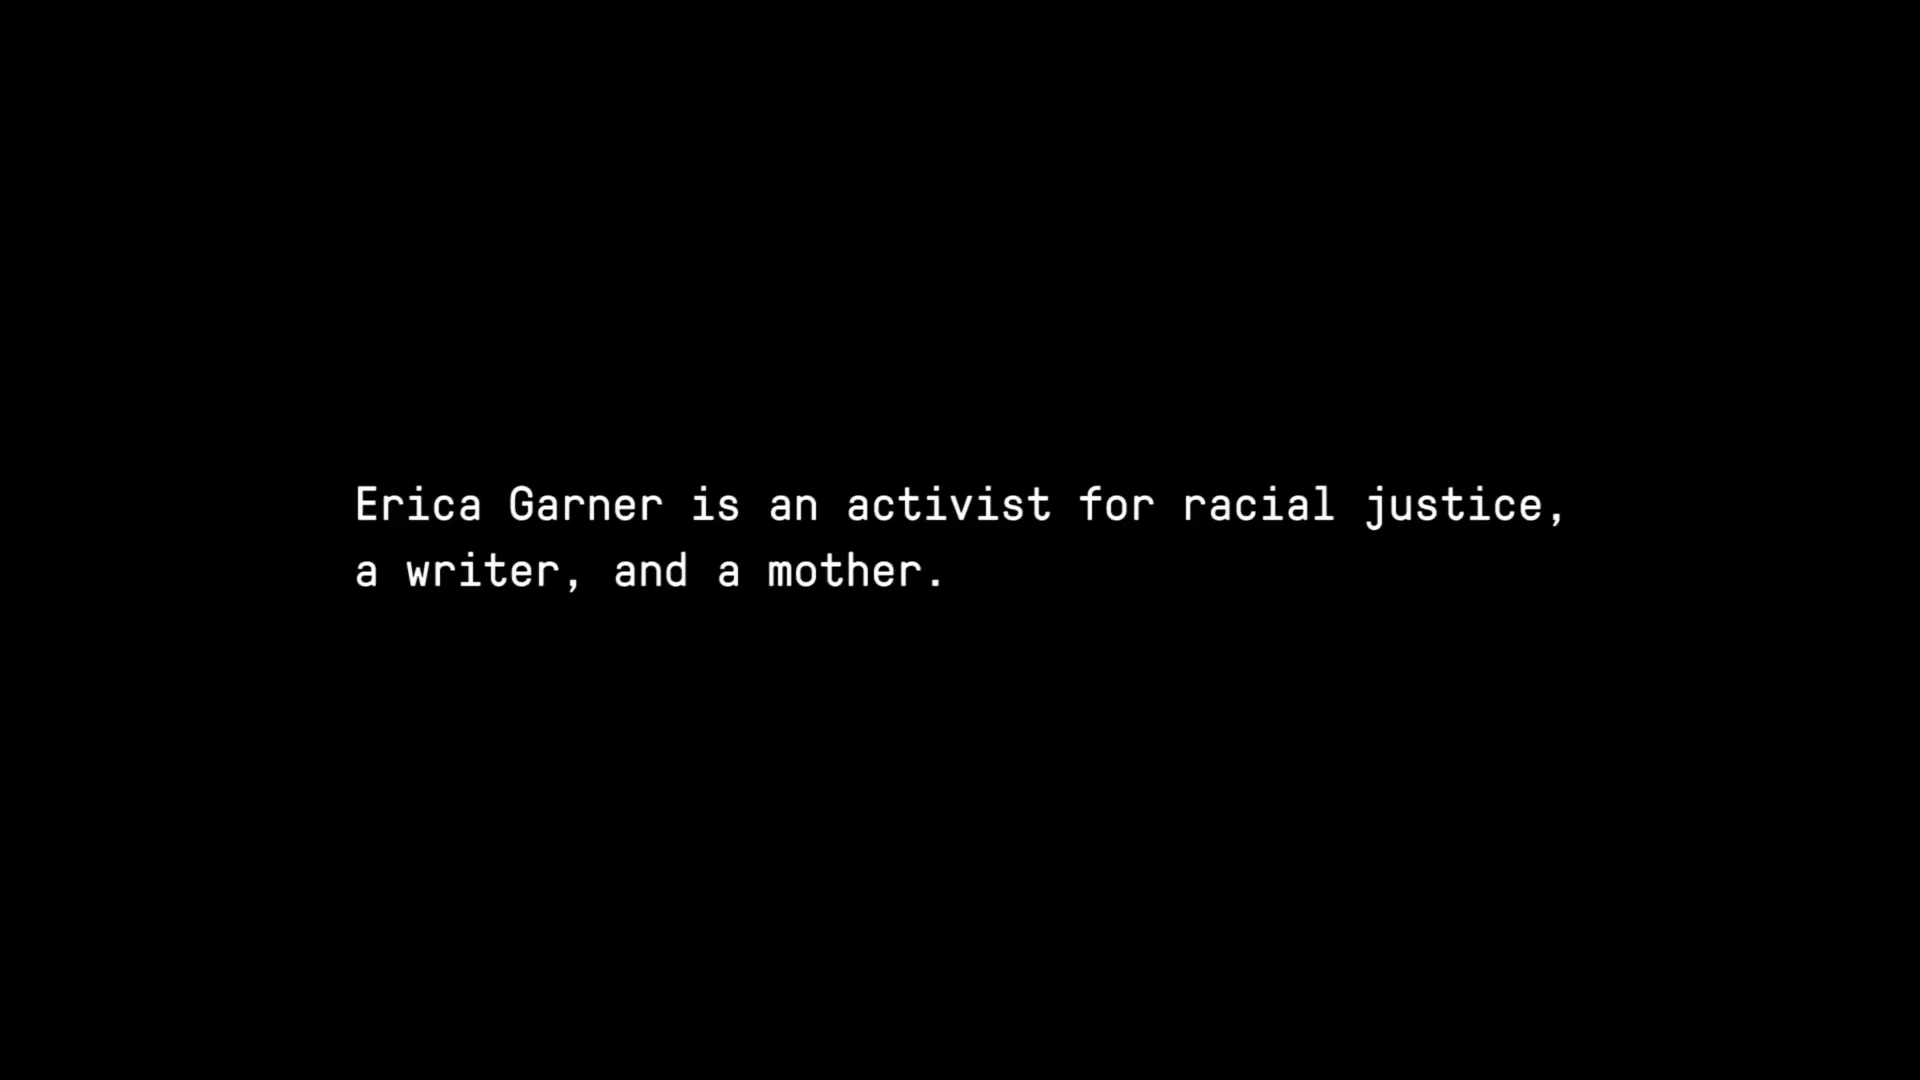 Erica Garner is an activist for racial justice,
a writer, and a mother.